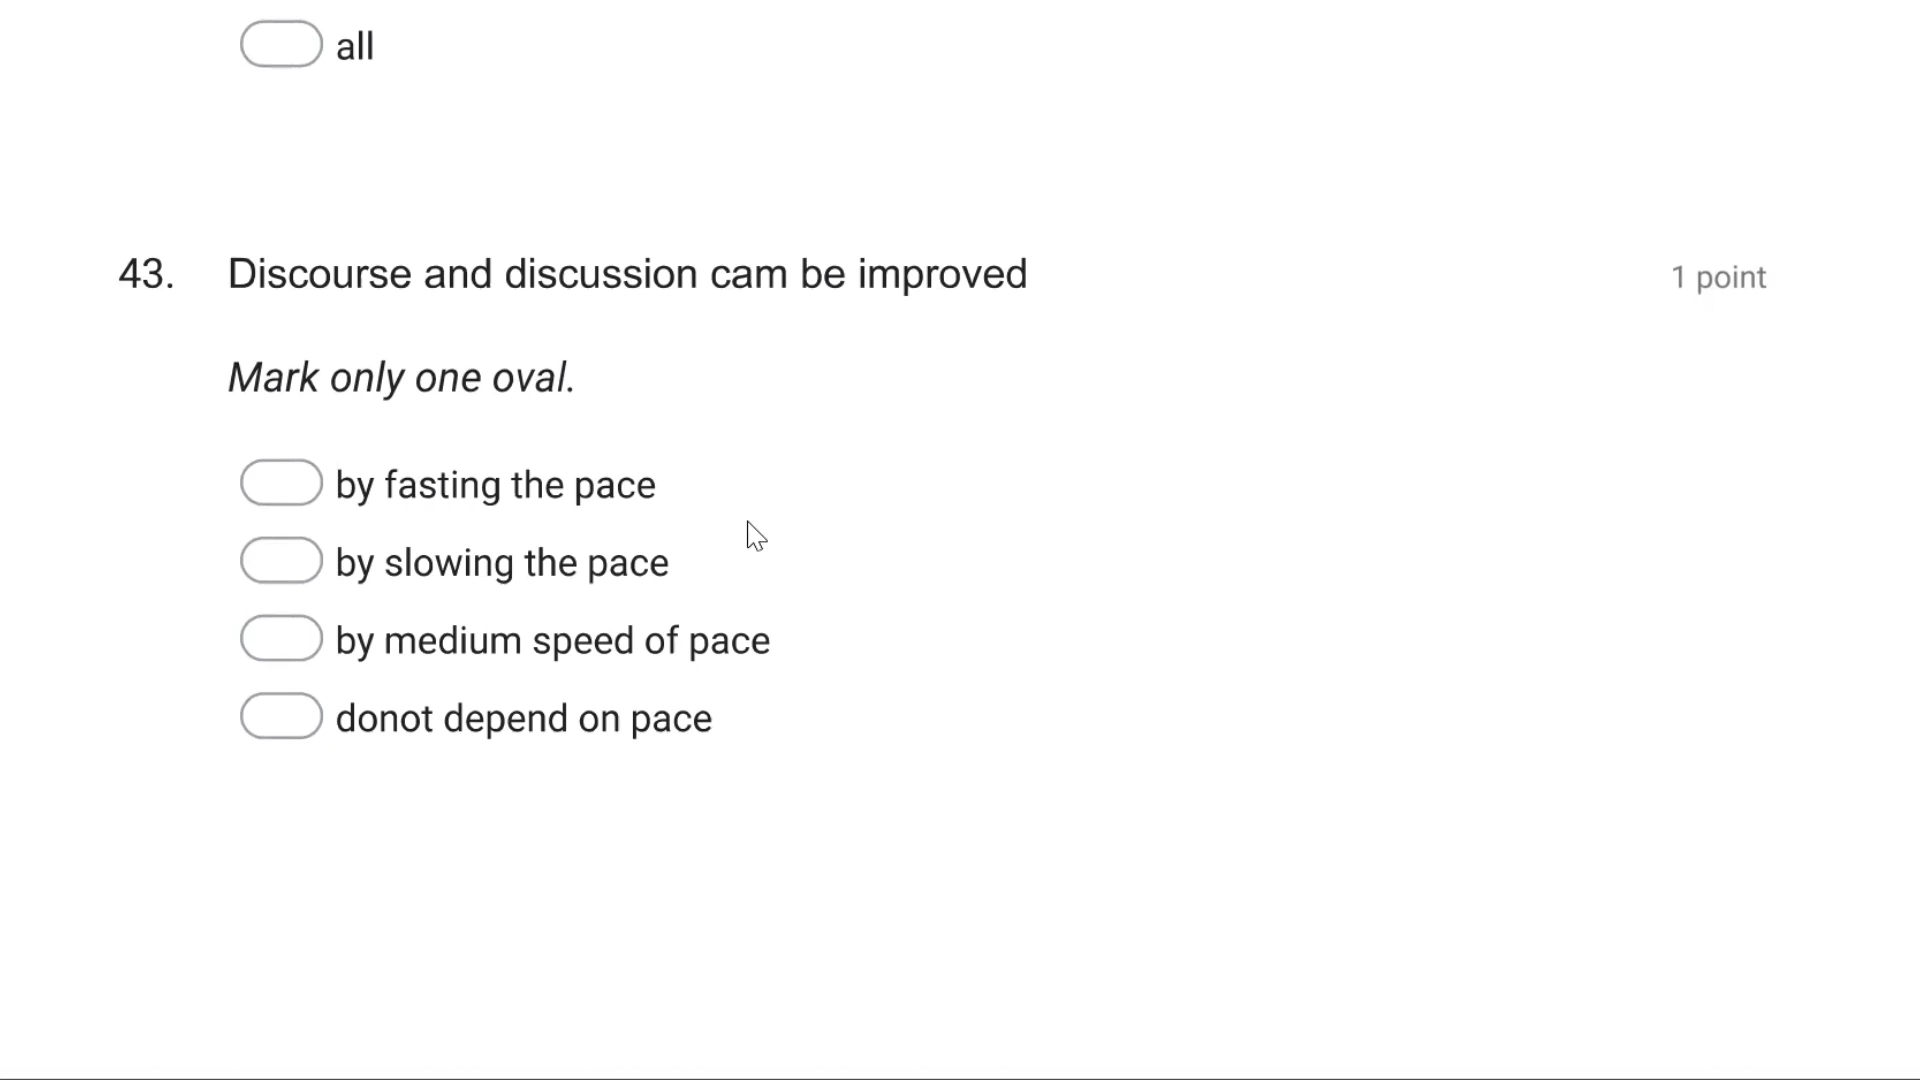 all
43. Discourse and discussion cam be improved 1 point
Mark only one oval.
by fasting the pace
by slowing the pace
by medium speed of pace
donot depend on pace